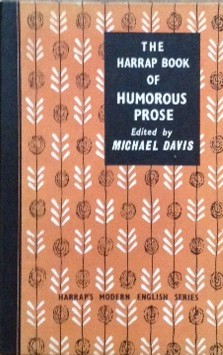 THE
HARRAP BOOK
OF
HUMOROUS
PROSE
Edited by
MICHAEL DAVIS
HARRAP'S MODERN ENGLISH SERIES